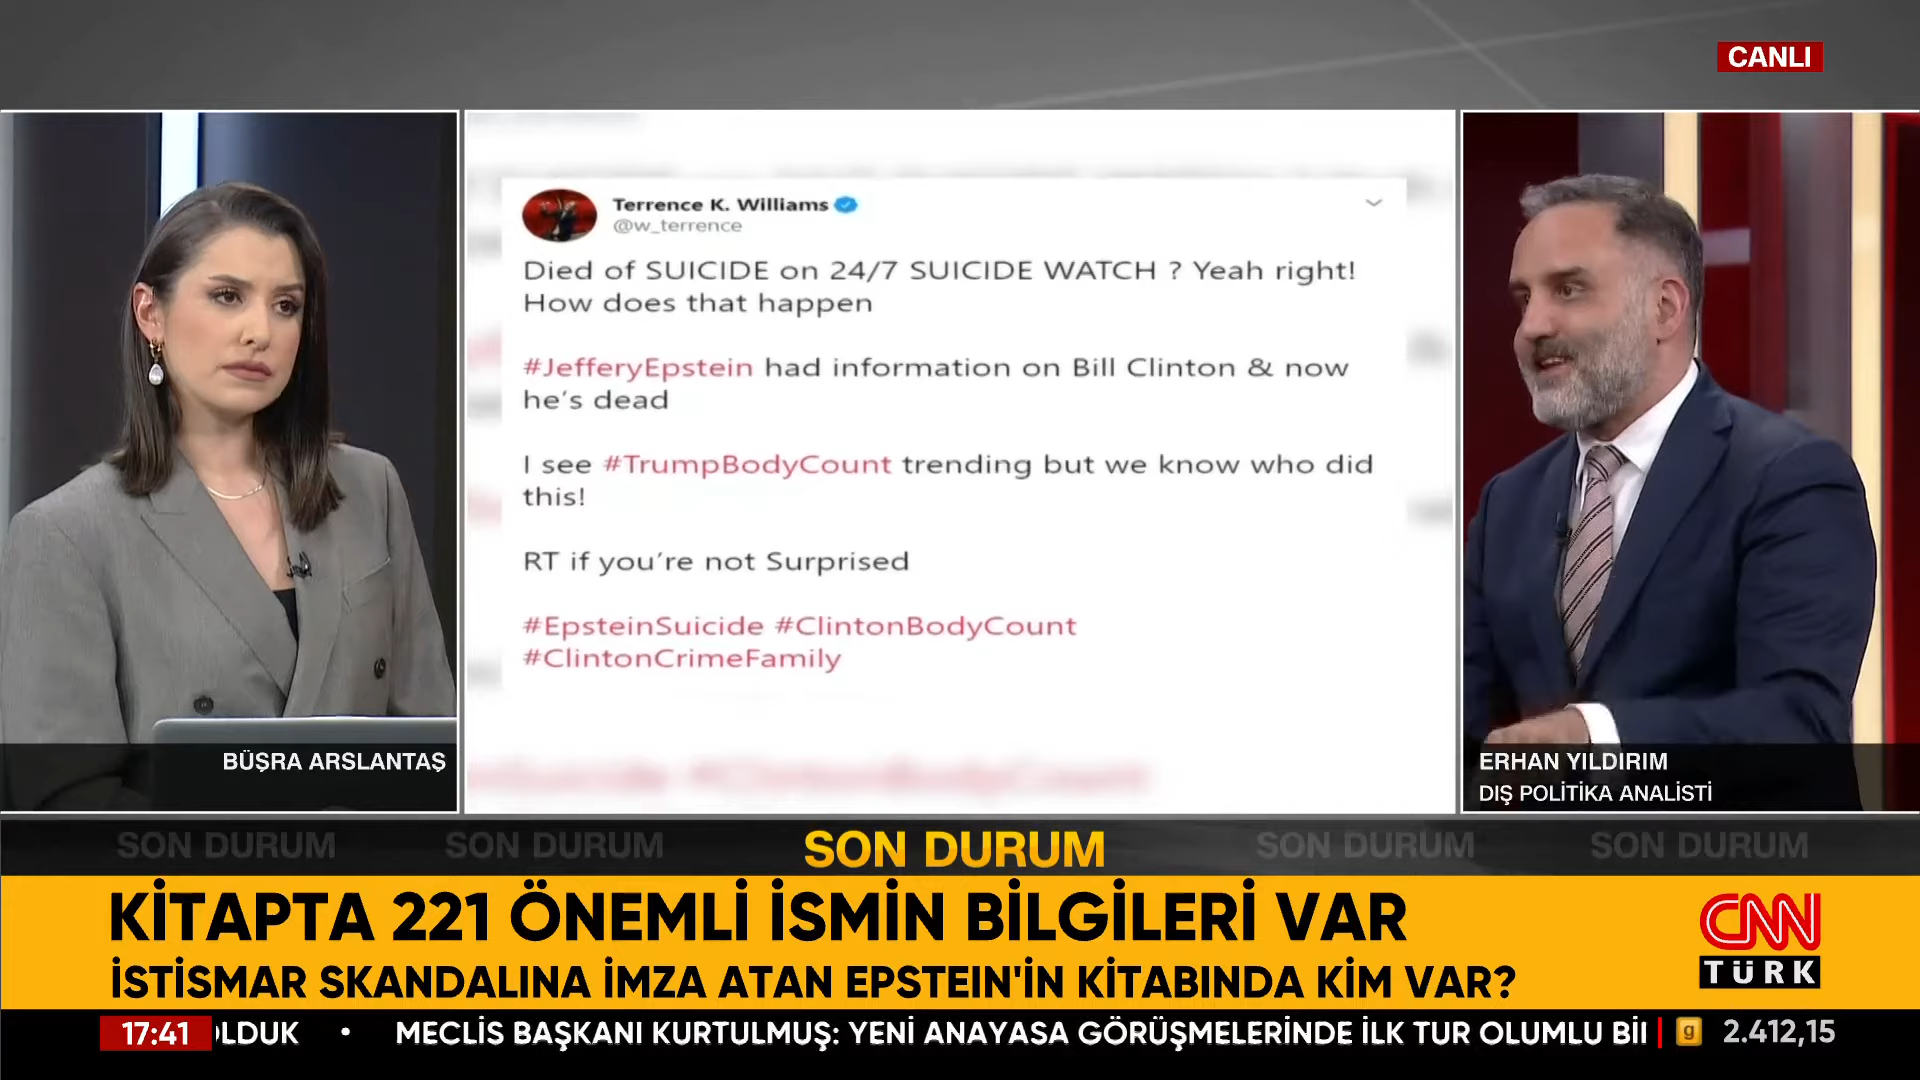 CANLI
Terrence K. Williams
@w_terrence
Died of SUICIDE on 24/7 SUICIDE WATCH ? Yeah right!
How does that happen
#JefferyEpstein had information on Bill Clinton & now
he's dead
I see #TrumpBodyCount trending but we know who did
this!
RT if you're not Surprised
#EpsteinSuicide #ClintonBodyCount
#ClintonCrimeFamily
BÜŞRA ARSLANTAŞ
ERHAN YILDIRIM
DIŞ POLİTİKA ANALİSTİ
SON DURUM SON DURUM SON DURUM SON DURUM SON DURUM
KİTAPTA 221 ÖNEMLİ İSMİN BİLGİLERİ VAR
İSTİSMAR SKANDALINA İMZA ATAN EPSTEIN'İN KİTABINDA KİM VAR?
CNN
TÜRK
17:41 OLDUK • MECLİS BAŞKANI KURTULMUŞ: YENİ ANAYASA GÖRÜŞMELERİNDE İLK TUR OLUMLU g 2.412,15